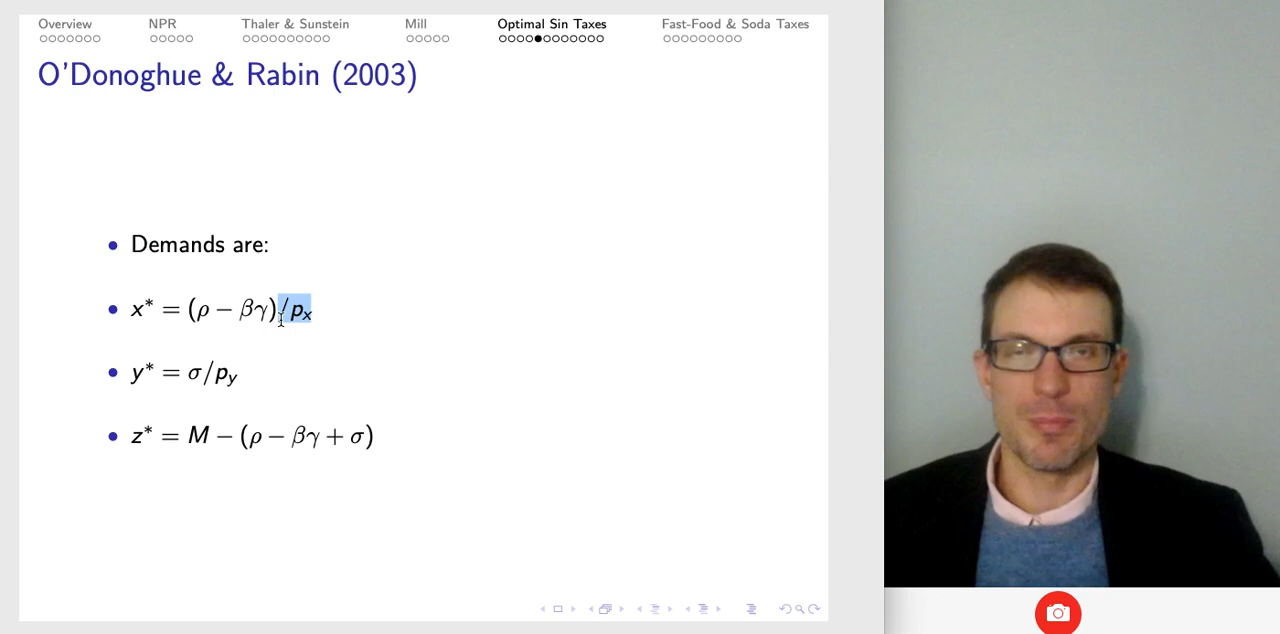 Overview NPR Thaler & Sunstein Mill Optimal Sin Taxes Fast-Food & Soda Taxes
O'Donoghue & Rabin (2003)
• Demands are:
• x* = (ρ − βγ)/pₓ
• y* = σ/p_y
• z* = M − (ρ − βγ + σ)